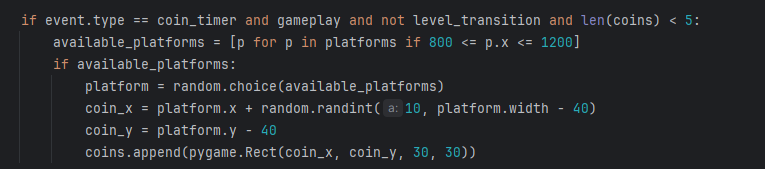 if event.type == coin_timer and gameplay and not level_transition and len(coins) < 5:
    available_platforms = [p for p in platforms if 800 <= p.x <= 1200]
    if available_platforms:
        platform = random.choice(available_platforms)
        coin_x = platform.x + random.randint(a: 10, platform.width - 40)
        coin_y = platform.y - 40
        coins.append(pygame.Rect(coin_x, coin_y, 30, 30))